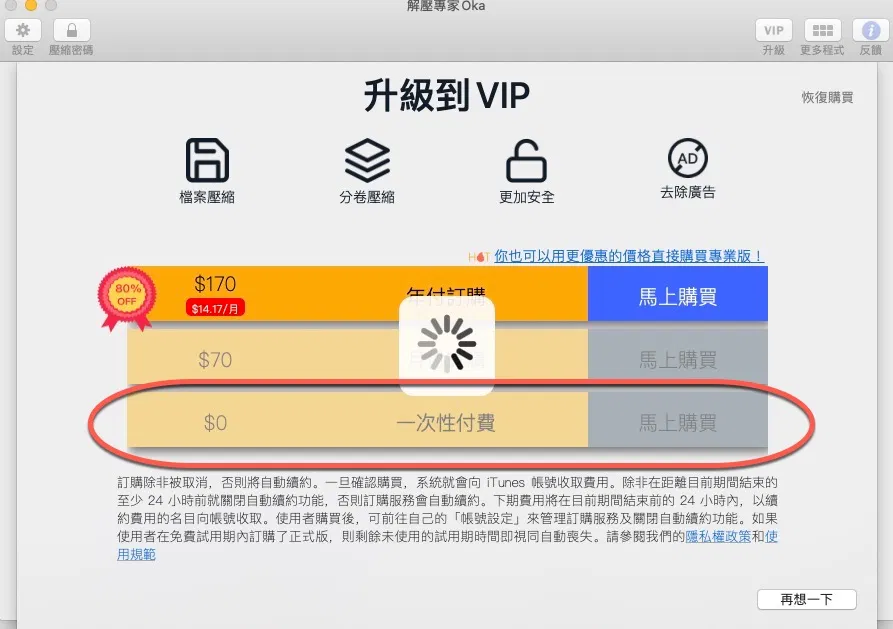 解壓專家Oka
設定
壓縮密碼
VIP
升級
更多程式
反饋
升級到 VIP
恢復購買
檔案壓縮
分卷壓縮
更加安全
AD
去除廣告
HOT 你也可以用更優惠的價格直接購買專業版！
80%
OFF
$170
$14.17/月
年付訂購
馬上購買
$70
馬上購買
$0
一次性付費
馬上購買
訂購除非被取消，否則將自動續約。一旦確認購買，系統就會向 iTunes 帳號收取費用。除非在距離目前期間結束的
至少 24 小時前就關閉自動續約功能，否則訂購服務會自動續約。下期費用將在目前期間結束前的 24 小時內，以續
約費用的名目向帳號收取。使用者購買後，可前往自己的「帳號設定」來管理訂購服務及關閉自動續約功能。如果
使用者在免費試用期內訂購了正式版，則剩餘未使用的試用期時間即視同自動喪失。請參閱我們的隱私權政策和使
用規範
再想一下